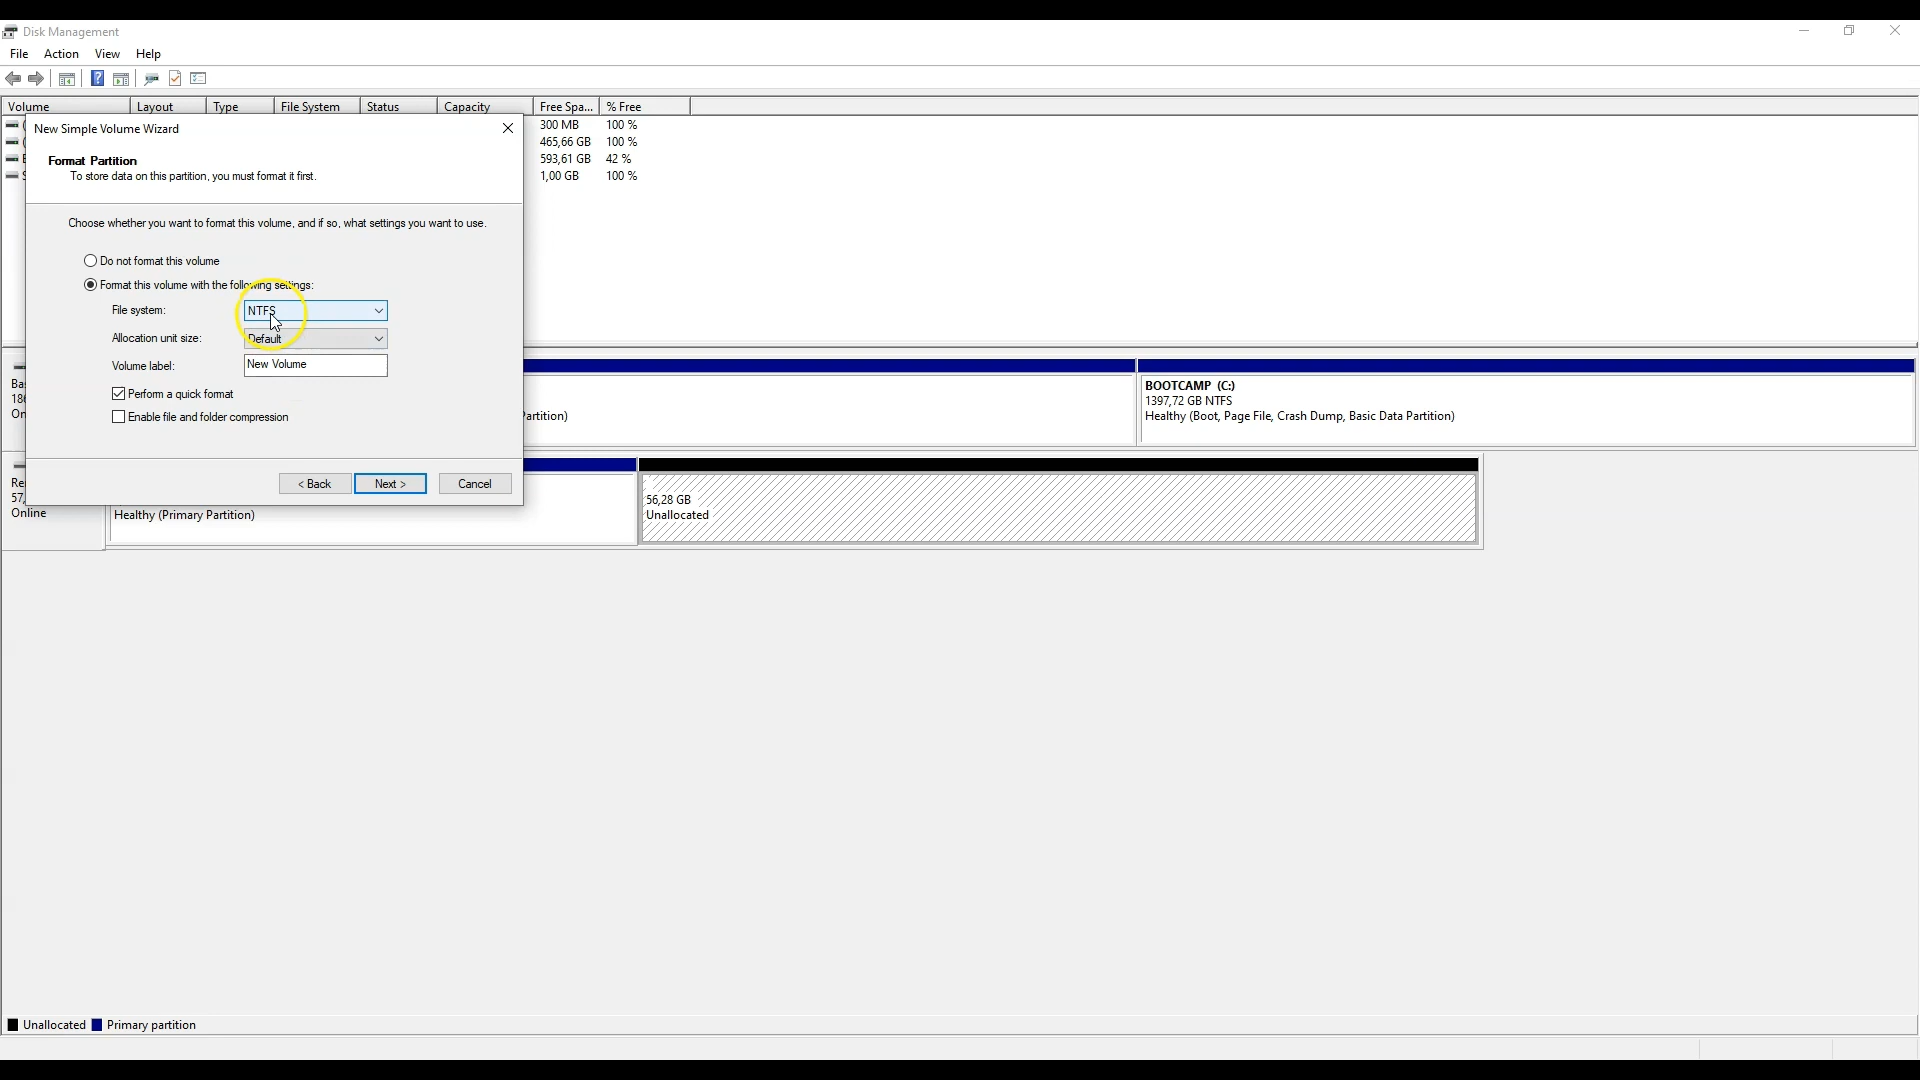 Disk Management
File Action View Help
Volume Layout Type File System Status Capacity Free Spa... % Free
300 MB 100 %
465,66 GB 100 %
593,61 GB 42 %
1,00 GB 100 %
New Simple Volume Wizard
Format Partition
To store data on this partition, you must format it first.
Choose whether you want to format this volume, and if so, what settings you want to use.
Do not format this volume
Format this volume with the following settings:
File system: NTFS
Allocation unit size: Default
Volume label: New Volume
Perform a quick format
Enable file and folder compression
< Back Next > Cancel
Partition)
BOOTCAMP (C:)
1397,72 GB NTFS
Healthy (Boot, Page File, Crash Dump, Basic Data Partition)
Online
Healthy (Primary Partition)
56,28 GB
Unallocated
Unallocated Primary partition